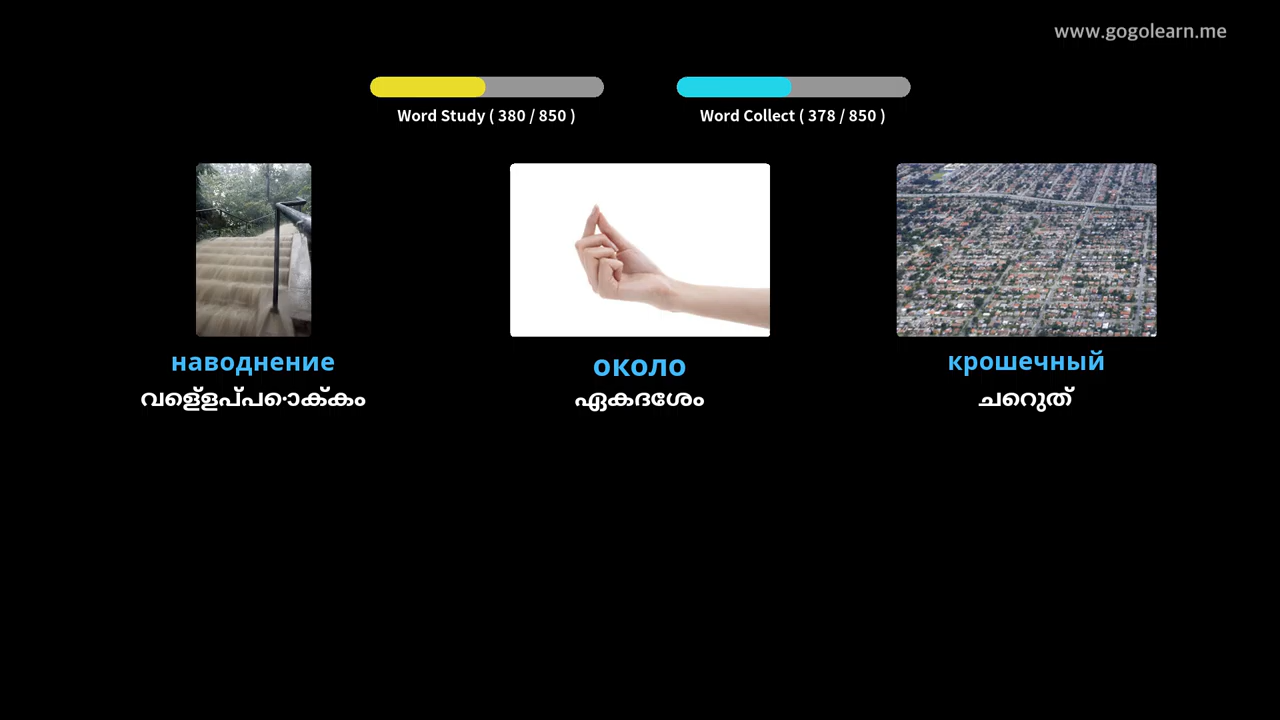 www.gogolearn.me
Word Study ( 380 / 850 )
Word Collect ( 378 / 850 )
наводнение
വെള്ളപ്പൊക്കം
около
ഏകദേശം
крошечный
ചെറുത്